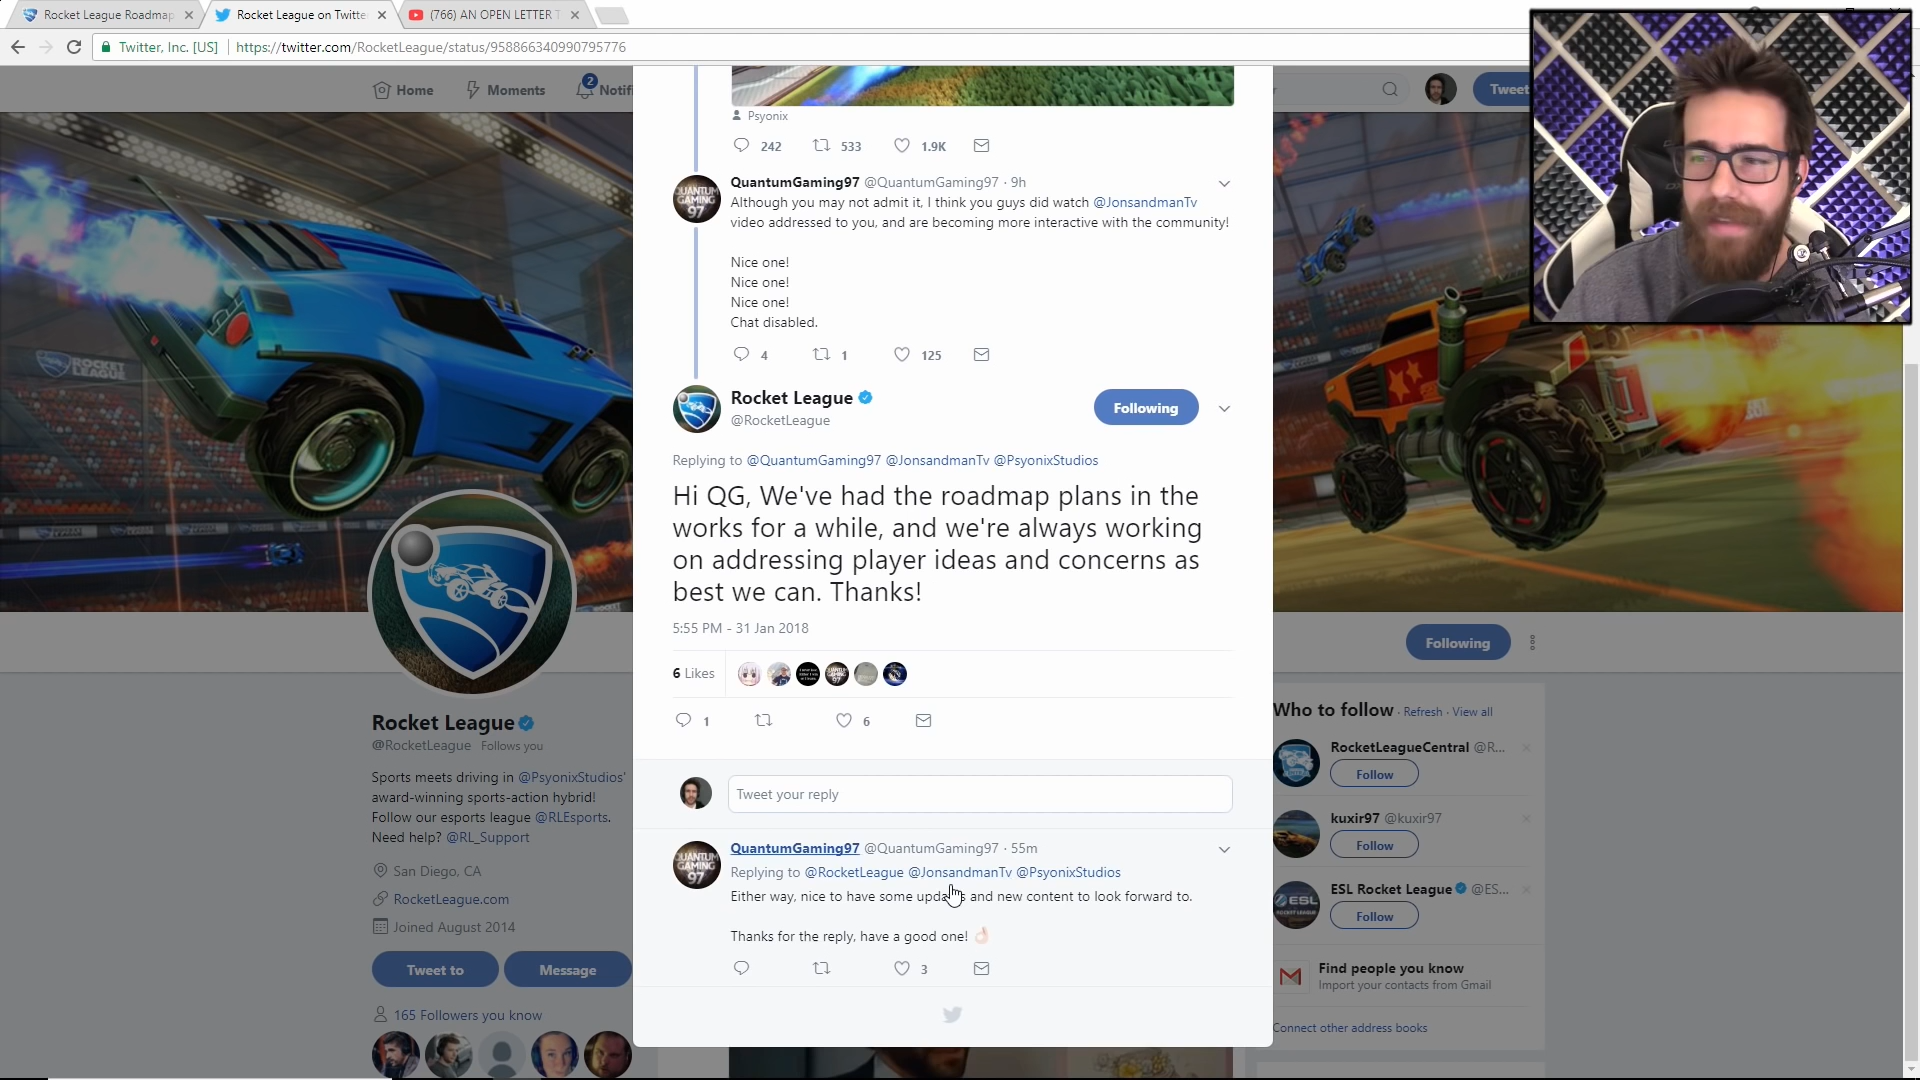 Rocket League Roadmap
Rocket League on Twitte
(766) AN OPEN LETTER T
Twitter, Inc. [US]
https://twitter.com/RocketLeague/status/958866340990795776
Home
Moments
2
Notifi
Tweet
Psyonix
242
533
1.9K
QuantumGaming97 @QuantumGaming97 · 9h
Although you may not admit it, I think you guys did watch @JonsandmanTv
video addressed to you, and are becoming more interactive with the community!
Nice one!
Nice one!
Nice one!
Chat disabled.
4
1
125
Rocket League
@RocketLeague
Following
Replying to @QuantumGaming97 @JonsandmanTv @PsyonixStudios
Hi QG, We've had the roadmap plans in the
works for a while, and we're always working
on addressing player ideas and concerns as
best we can. Thanks!
5:55 PM - 31 Jan 2018
6 Likes
1
6
Tweet your reply
QuantumGaming97 @QuantumGaming97 · 55m
Replying to @RocketLeague @JonsandmanTv @PsyonixStudios
Either way, nice to have some updates and new content to look forward to.
Thanks for the reply, have a good one! 👌🏻
3
QUANTUM
GAMING
97
QUANTUM
GAMING
97
ROCKET
LEAGUE
Rocket League
@RocketLeague Follows you
Sports meets driving in @PsyonixStudios'
award-winning sports-action hybrid!
Follow our esports league @RLEsports.
Need help? @RL_Support
San Diego, CA
RocketLeague.com
Joined August 2014
Tweet to
Message
165 Followers you know
Following
Who to follow · Refresh · View all
RocketLeagueCentral @R...
Follow
kuxir97 @kuxir97
Follow
ESL
ESL Rocket League @ES...
Follow
Find people you know
Import your contacts from Gmail
Connect other address books